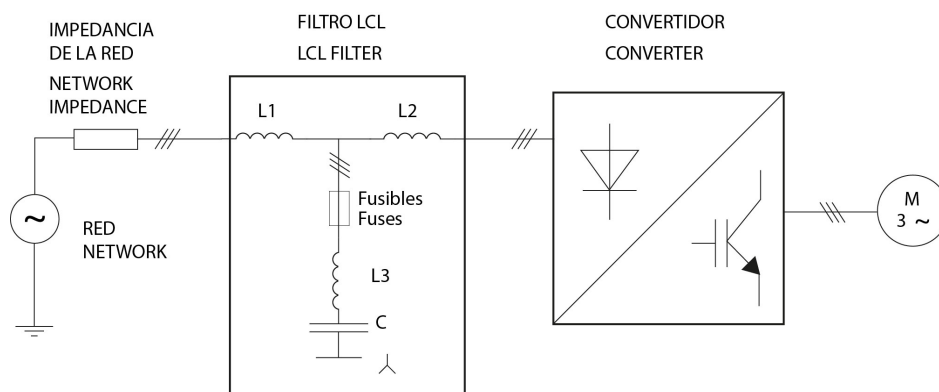 IMPEDANCIA
DE LA RED
NETWORK
IMPEDANCE
FILTRO LCL
LCL FILTER
CONVERTIDOR
CONVERTER
L1
L2
Fusibles
Fuses
L3
C
RED
NETWORK
~
M
3 ~